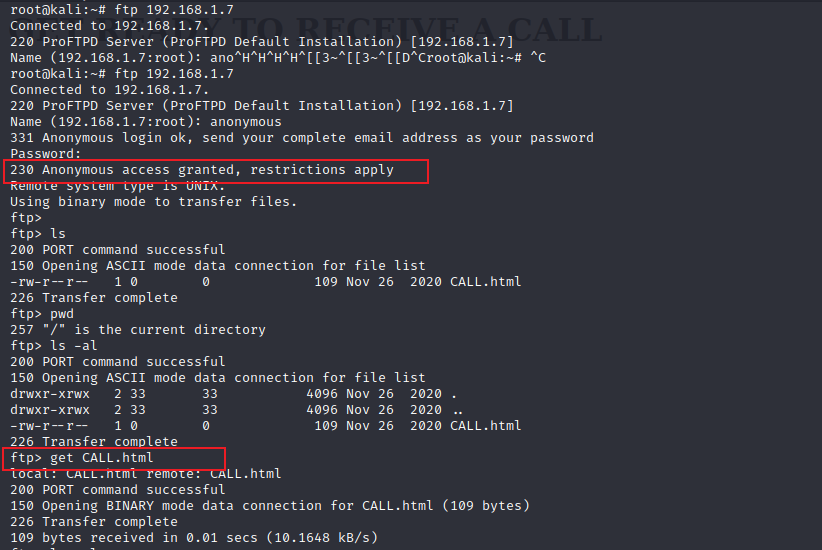 root@kali:~# ftp 192.168.1.7
Connected to 192.168.1.7.
220 ProFTPD Server (ProFTPD Default Installation) [192.168.1.7]
Name (192.168.1.7:root): ano^H^H^H^H^[[3~^[[3~^[[D^Croot@kali:~# ^C
root@kali:~# ftp 192.168.1.7
Connected to 192.168.1.7.
220 ProFTPD Server (ProFTPD Default Installation) [192.168.1.7]
Name (192.168.1.7:root): anonymous
331 Anonymous login ok, send your complete email address as your password
Password:
230 Anonymous access granted, restrictions apply
Remote system type is UNIX.
Using binary mode to transfer files.
ftp>
ftp> ls
200 PORT command successful
150 Opening ASCII mode data connection for file list
-rw-r--r-- 1 0 0 109 Nov 26 2020 CALL.html
226 Transfer complete
ftp> pwd
257 "/" is the current directory
ftp> ls -al
200 PORT command successful
150 Opening ASCII mode data connection for file list
drwxr-xrwx 2 33 33 4096 Nov 26 2020 .
drwxr-xrwx 2 33 33 4096 Nov 26 2020 ..
-rw-r--r-- 1 0 0 109 Nov 26 2020 CALL.html
226 Transfer complete
ftp> get CALL.html
local: CALL.html remote: CALL.html
200 PORT command successful
150 Opening BINARY mode data connection for CALL.html (109 bytes)
226 Transfer complete
109 bytes received in 0.01 secs (10.1648 kB/s)
READY TO RECEIVE A CALL